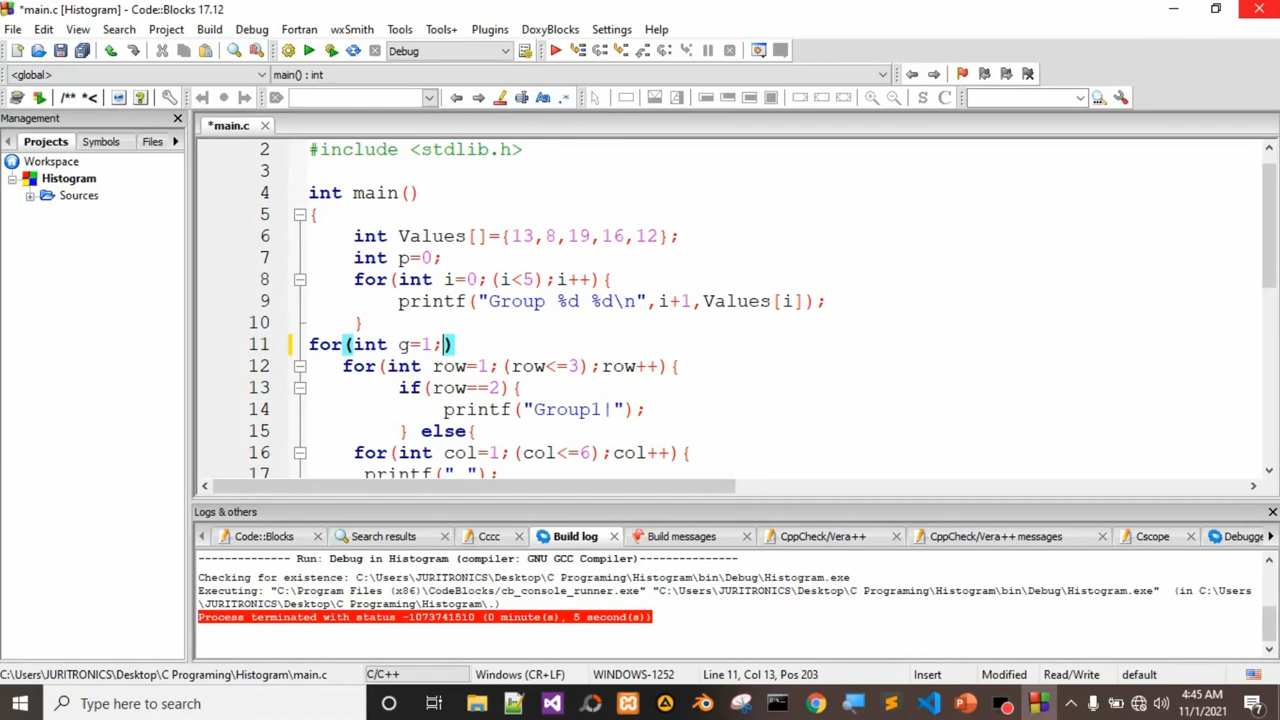 *main.c [Histogram] - Code::Blocks 17.12
File Edit View Search Project Build Debug Fortran wxSmith Tools Tools+ Plugins DoxyBlocks Settings Help
Debug
<global> main() : int
/** *<
S C
Management
*main.c
Projects Symbols Files
Workspace
Histogram
Sources
2 #include <stdlib.h>
3
4 int main()
5 {
6 int Values[]={13,8,19,16,12};
7 int p=0;
8 for(int i=0;(i<5);i++){
9 printf("Group %d %d\n",i+1,Values[i]);
10 }
11 for(int g=1;)
12 for(int row=1;(row<=3);row++){
13 if(row==2){
14 printf("Group1|");
15 } else{
16 for(int col=1;(col<=6);col++){
17 printf(" ");
Logs & others
Code::Blocks Search results Cccc Build log Build messages CppCheck/Vera++ CppCheck/Vera++ messages Cscope Debugge
-------------- Run: Debug in Histogram (compiler: GNU GCC Compiler)---------------
Checking for existence: C:\Users\JURITRONICS\Desktop\C Programing\Histogram\bin\Debug\Histogram.exe
Executing: "C:\Program Files (x86)\CodeBlocks/cb_console_runner.exe" "C:\Users\JURITRONICS\Desktop\C Programing\Histogram\bin\Debug\Histogram.exe" (in C:\Users
\JURITRONICS\Desktop\C Programing\Histogram\.)
Process terminated with status -1073741510 (0 minute(s), 5 second(s))
C:\Users\JURITRONICS\Desktop\C Programing\Histogram\main.c C/C++ Windows (CR+LF) WINDOWS-1252 Line 11, Col 13, Pos 203 Insert Modified Read/Write default
Type here to search
4:45 AM
11/1/2021
7